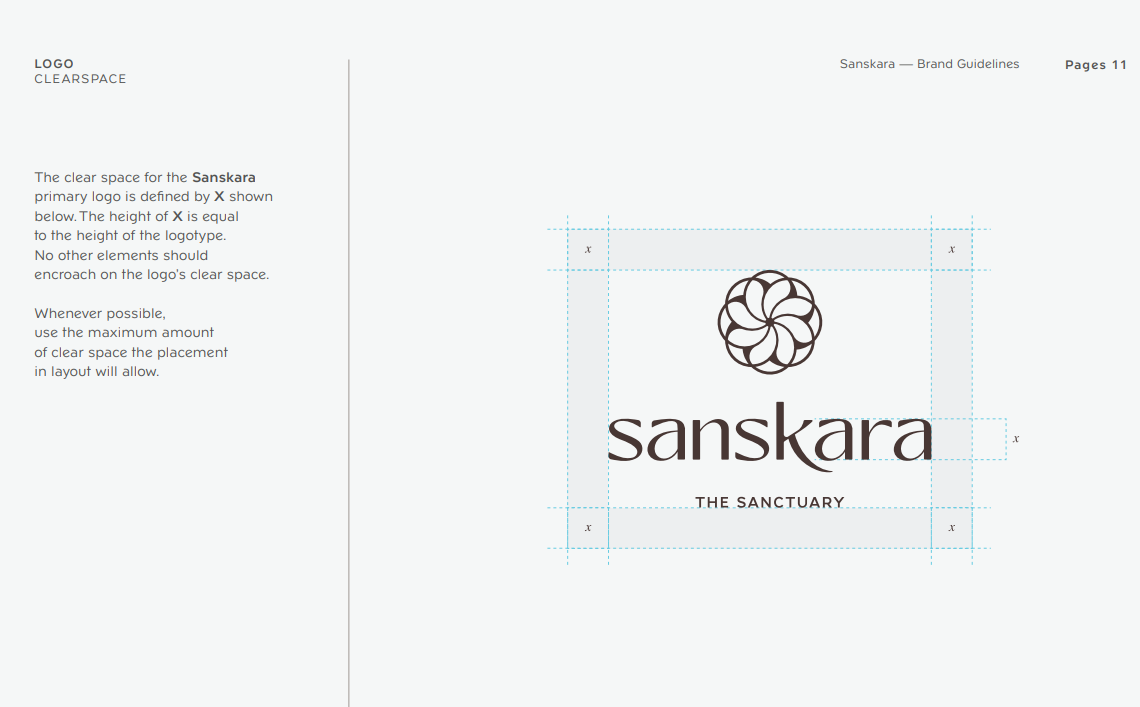 LOGO
CLEARSPACE
Sanskara — Brand Guidelines
Pages 11
The clear space for the Sanskara
primary logo is defined by X shown
below. The height of X is equal
to the height of the logotype.
No other elements should
encroach on the logo's clear space.
Whenever possible,
use the maximum amount
of clear space the placement
in layout will allow.
x
x
sanskara
x
THE SANCTUARY
x
x